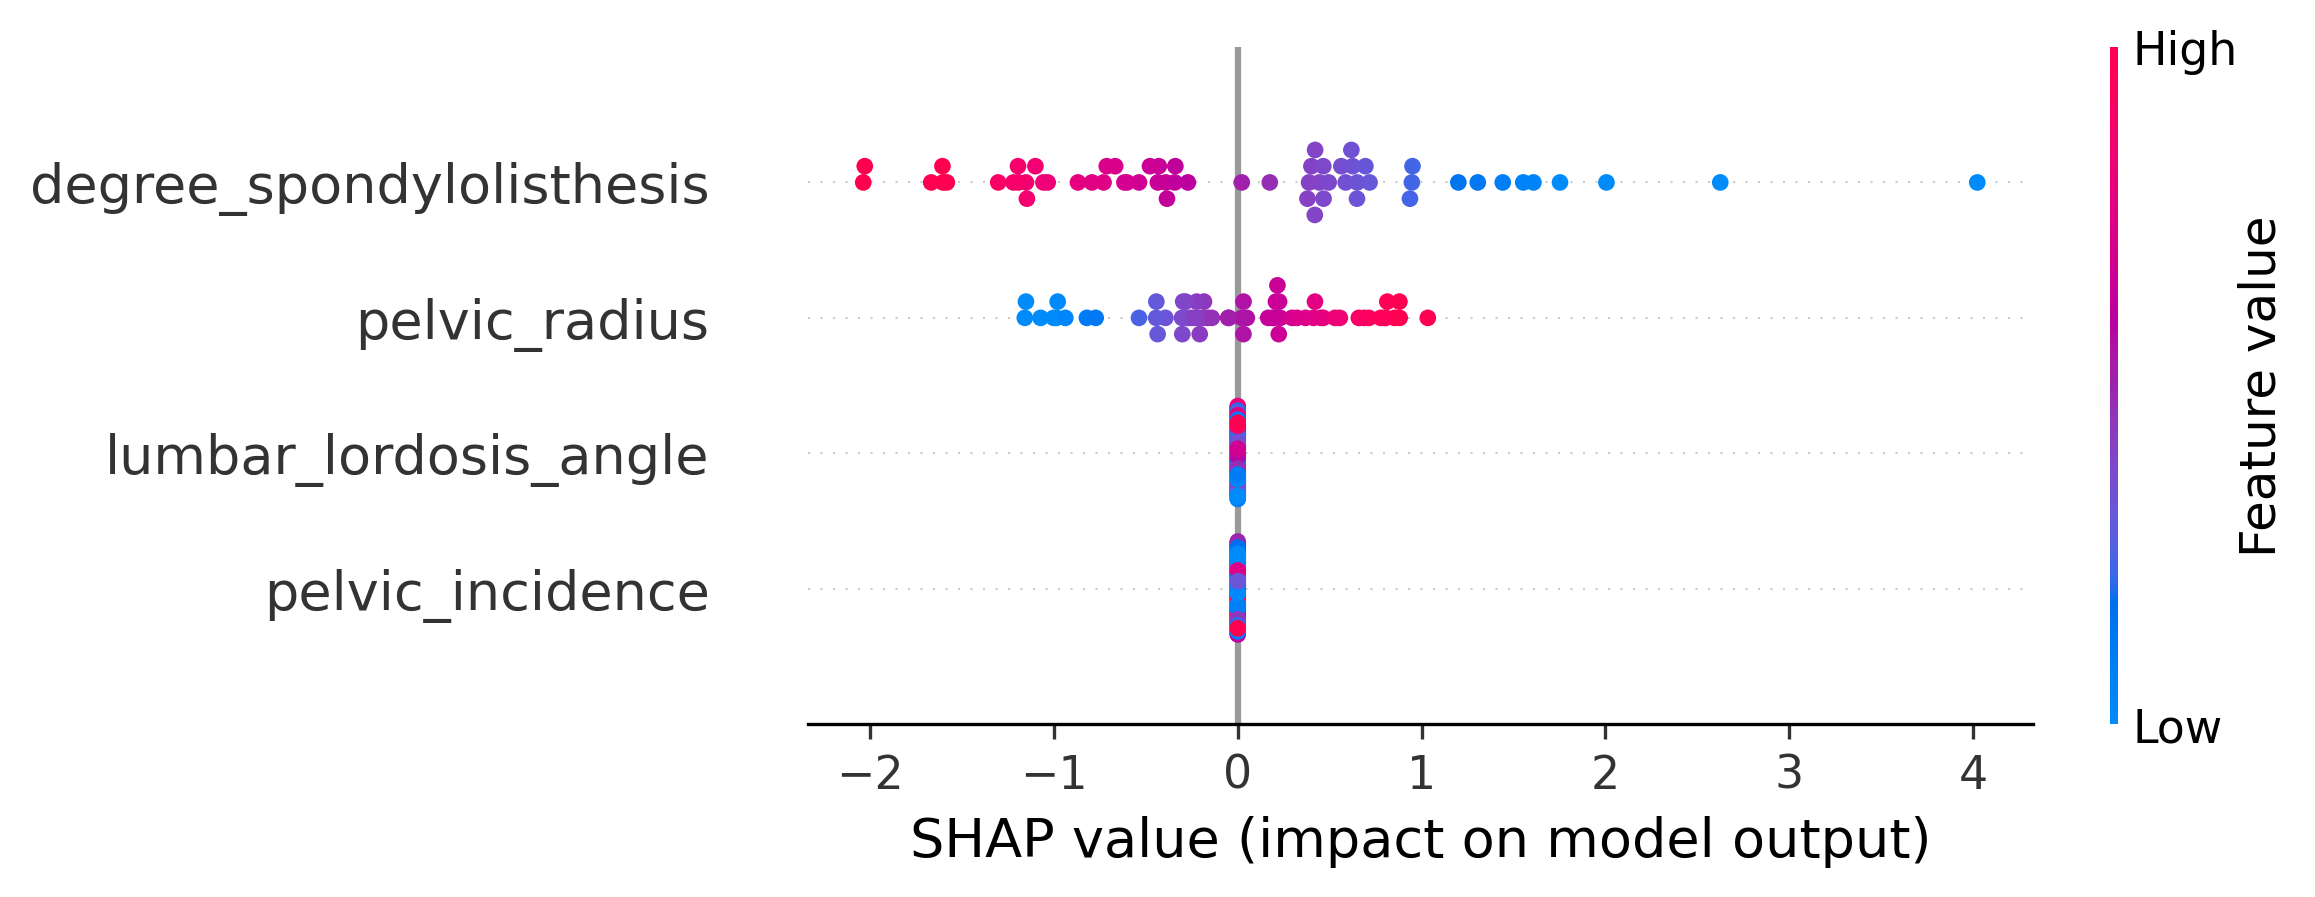 High
degree_spondylolisthesis
pelvic_radius
lumbar_lordosis_angle
pelvic_incidence
Feature value
Low
−2 −1 0 1 2 3 4
SHAP value (impact on model output)